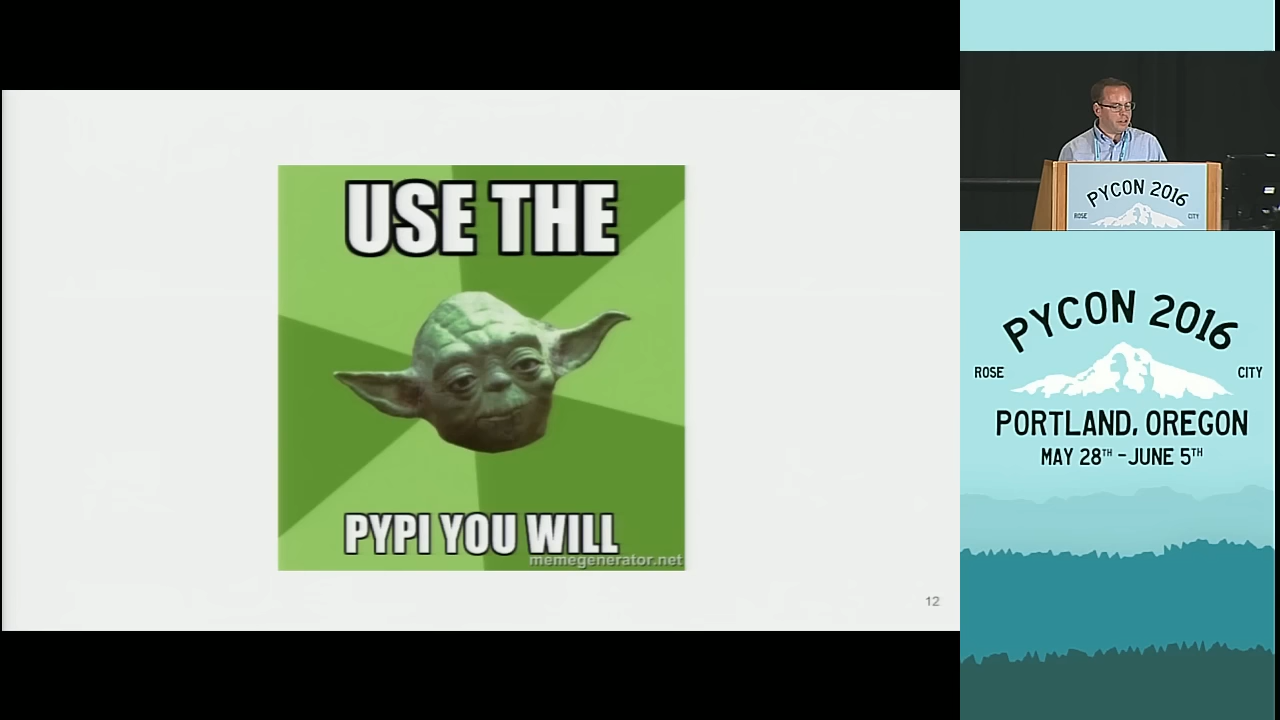 USE THE
PYPI YOU WILL
memegenerator.net
12
PYCON 2016
ROSE
CITY
PYCON 2016
ROSE
CITY
PORTLAND, OREGON
MAY 28TH - JUNE 5TH